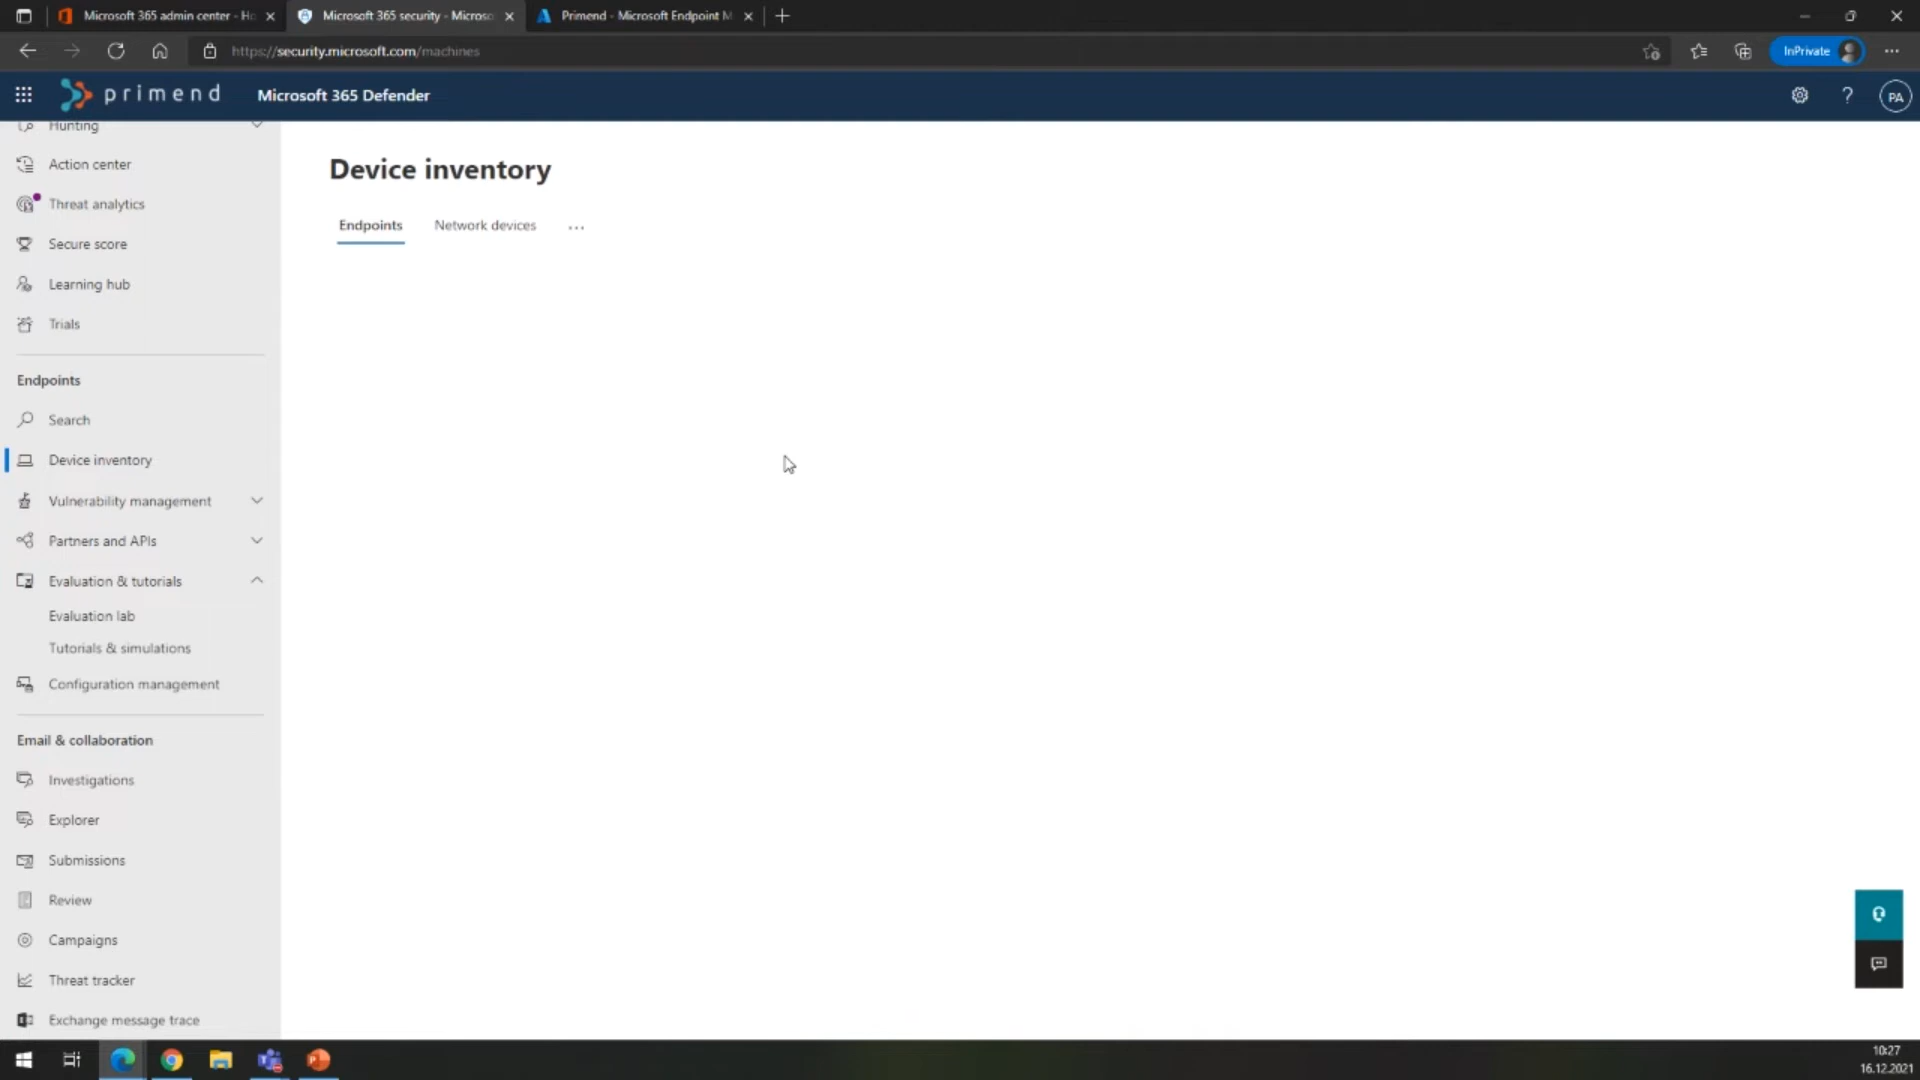 Microsoft 365 admin center - Ho
Microsoft 365 security - Microso
Primend - Microsoft Endpoint M
https://security.microsoft.com/machines
InPrivate
primend
Microsoft 365 Defender
?
PA
Hunting
Action center
Threat analytics
Secure score
Learning hub
Trials
Endpoints
Search
Device inventory
Vulnerability management
Partners and APIs
Evaluation & tutorials
Evaluation lab
Tutorials & simulations
Configuration management
Email & collaboration
Investigations
Explorer
Submissions
Review
Campaigns
Threat tracker
Exchange message trace
Device inventory
Endpoints
Network devices
...
10:27
16.12.2021